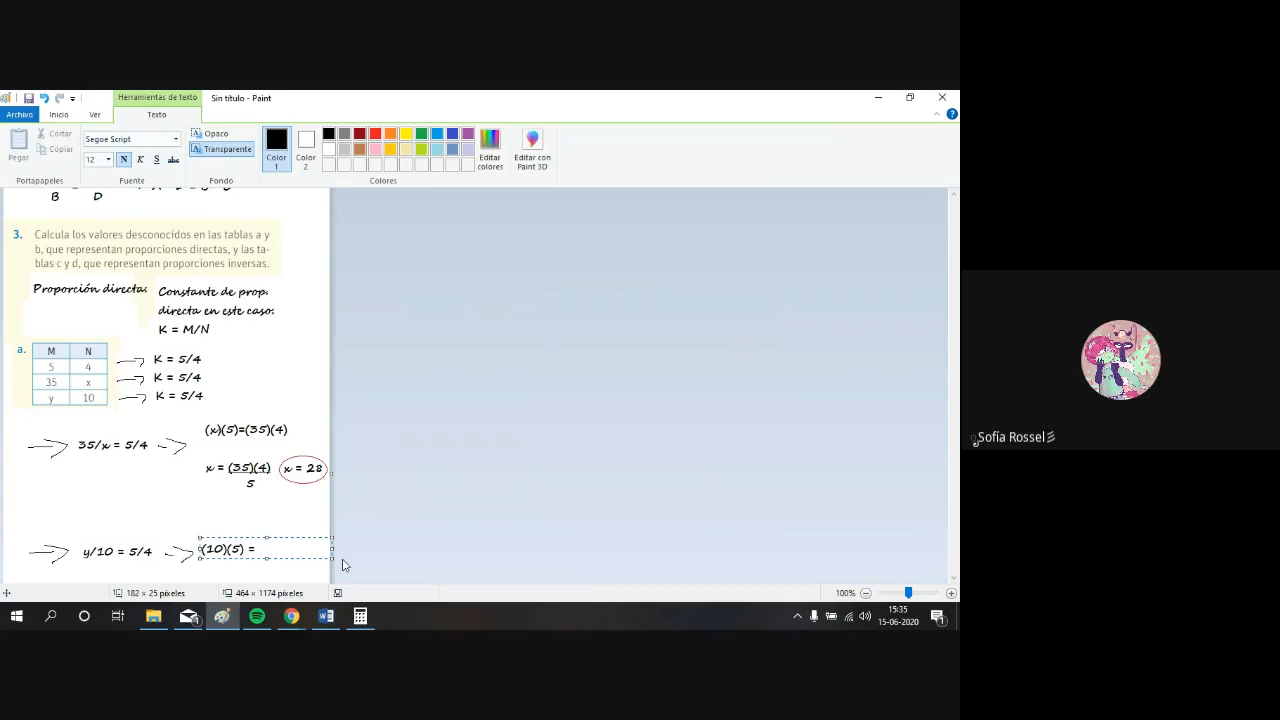 Herramientas de texto
Sin título - Paint
Archivo
Inicio
Ver
Texto
Pegar
Cortar
Copiar
Portapapeles
Segoe Script
12
N K S abc
Fuente
Opaco
Transparente
Fondo
Color 1
Color 2
Editar colores
Editar con Paint 3D
Colores
B D
3. Calcula los valores desconocidos en las tablas a y
b, que representan proporciones directas, y las ta-
blas c y d, que representan proporciones inversas.
Proporción directa:
Constante de prop.
directa en este caso:
K = M/N
a.
M N
5 4
35 x
y 10
K = 5/4
K = 5/4
K = 5/4
35/x = 5/4
(x)(5)=(35)(4)
x = (35)(4)
5
x = 28
y/10 = 5/4
(10)(5) =
182 × 25 píxeles
464 × 1174 píxeles
100%
15:35
15-06-2020
Sofía Rossel